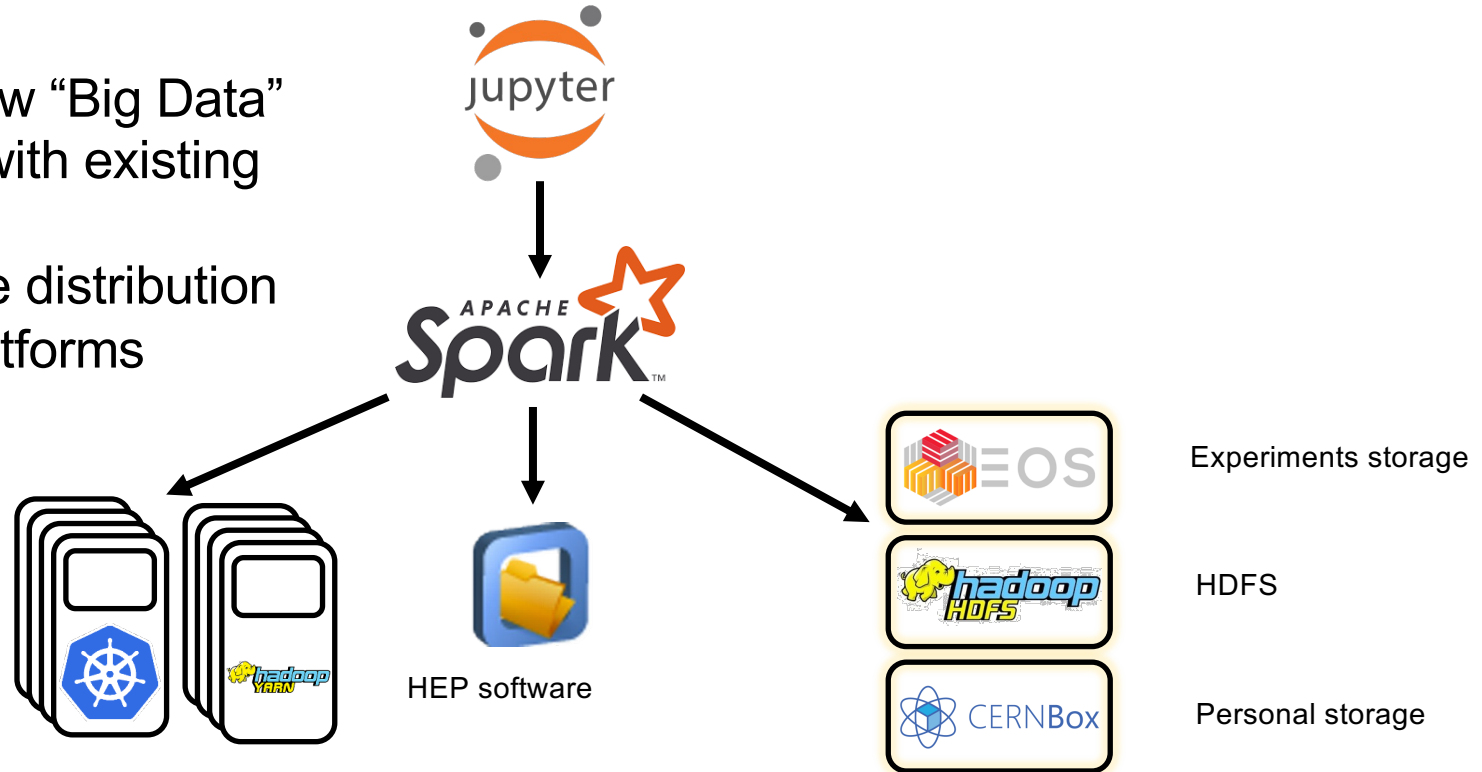 w “Big Data”
with existing
e distribution
tforms
jupyter
APACHE
Spark
TM
hadoop
YARN
HEP software
EOS
Experiments storage
hadoop
HDFS
HDFS
CERNBox
Personal storage